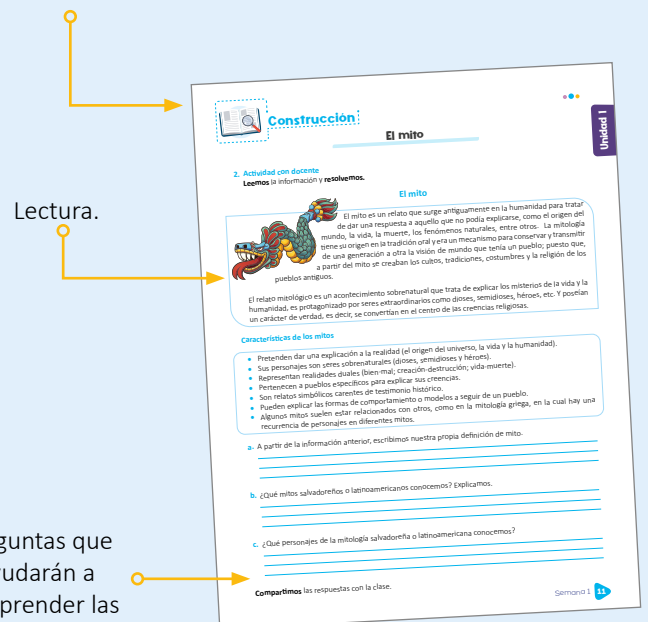 Construcción
Unidad 1
El mito
2. Actividad con docente
Leemos la información y resolvemos.
El mito
El mito es un relato que surge antiguamente en la humanidad para tratar
de dar una respuesta a aquello que no podía explicarse, como el origen del
mundo, la vida, la muerte, los fenómenos naturales, entre otros. La mitología
tiene su origen en la tradición oral y era un mecanismo para conservar y transmitir
de una generación a otra la visión de mundo que tenía un pueblo; puesto que,
a partir del mito se creaban los cultos, tradiciones, costumbres y la religión de los
pueblos antiguos.
El relato mitológico es un acontecimiento sobrenatural que trata de explicar los misterios de la vida y la
humanidad, es protagonizado por seres extraordinarios como dioses, semidioses, héroes, etc. Y poseían
un carácter de verdad, es decir, se convertían en el centro de las creencias religiosas.
Características de los mitos
• Pretenden dar una explicación a la realidad (el origen del universo, la vida y la humanidad).
• Sus personajes son seres sobrenaturales (dioses, semidioses y héroes).
• Representan realidades duales (bien-mal; creación-destrucción; vida-muerte).
• Pertenecen a pueblos específicos para explicar sus creencias.
• Son relatos simbólicos carentes de testimonio histórico.
• Pueden explicar las formas de comportamiento o modelos a seguir de un pueblo.
• Algunos mitos suelen estar relacionados con otros, como en la mitología griega, en la cual hay una
recurrencia de personajes en diferentes mitos.
a. A partir de la información anterior, escribimos nuestra propia definición de mito.
b. ¿Qué mitos salvadoreños o latinoamericanos conocemos? Explicamos.
c. ¿Qué personajes de la mitología salvadoreña o latinoamericana conocemos?
Compartimos las respuestas con la clase.
Semana 1 11
Lectura.
guntas que
udarán a
prender las